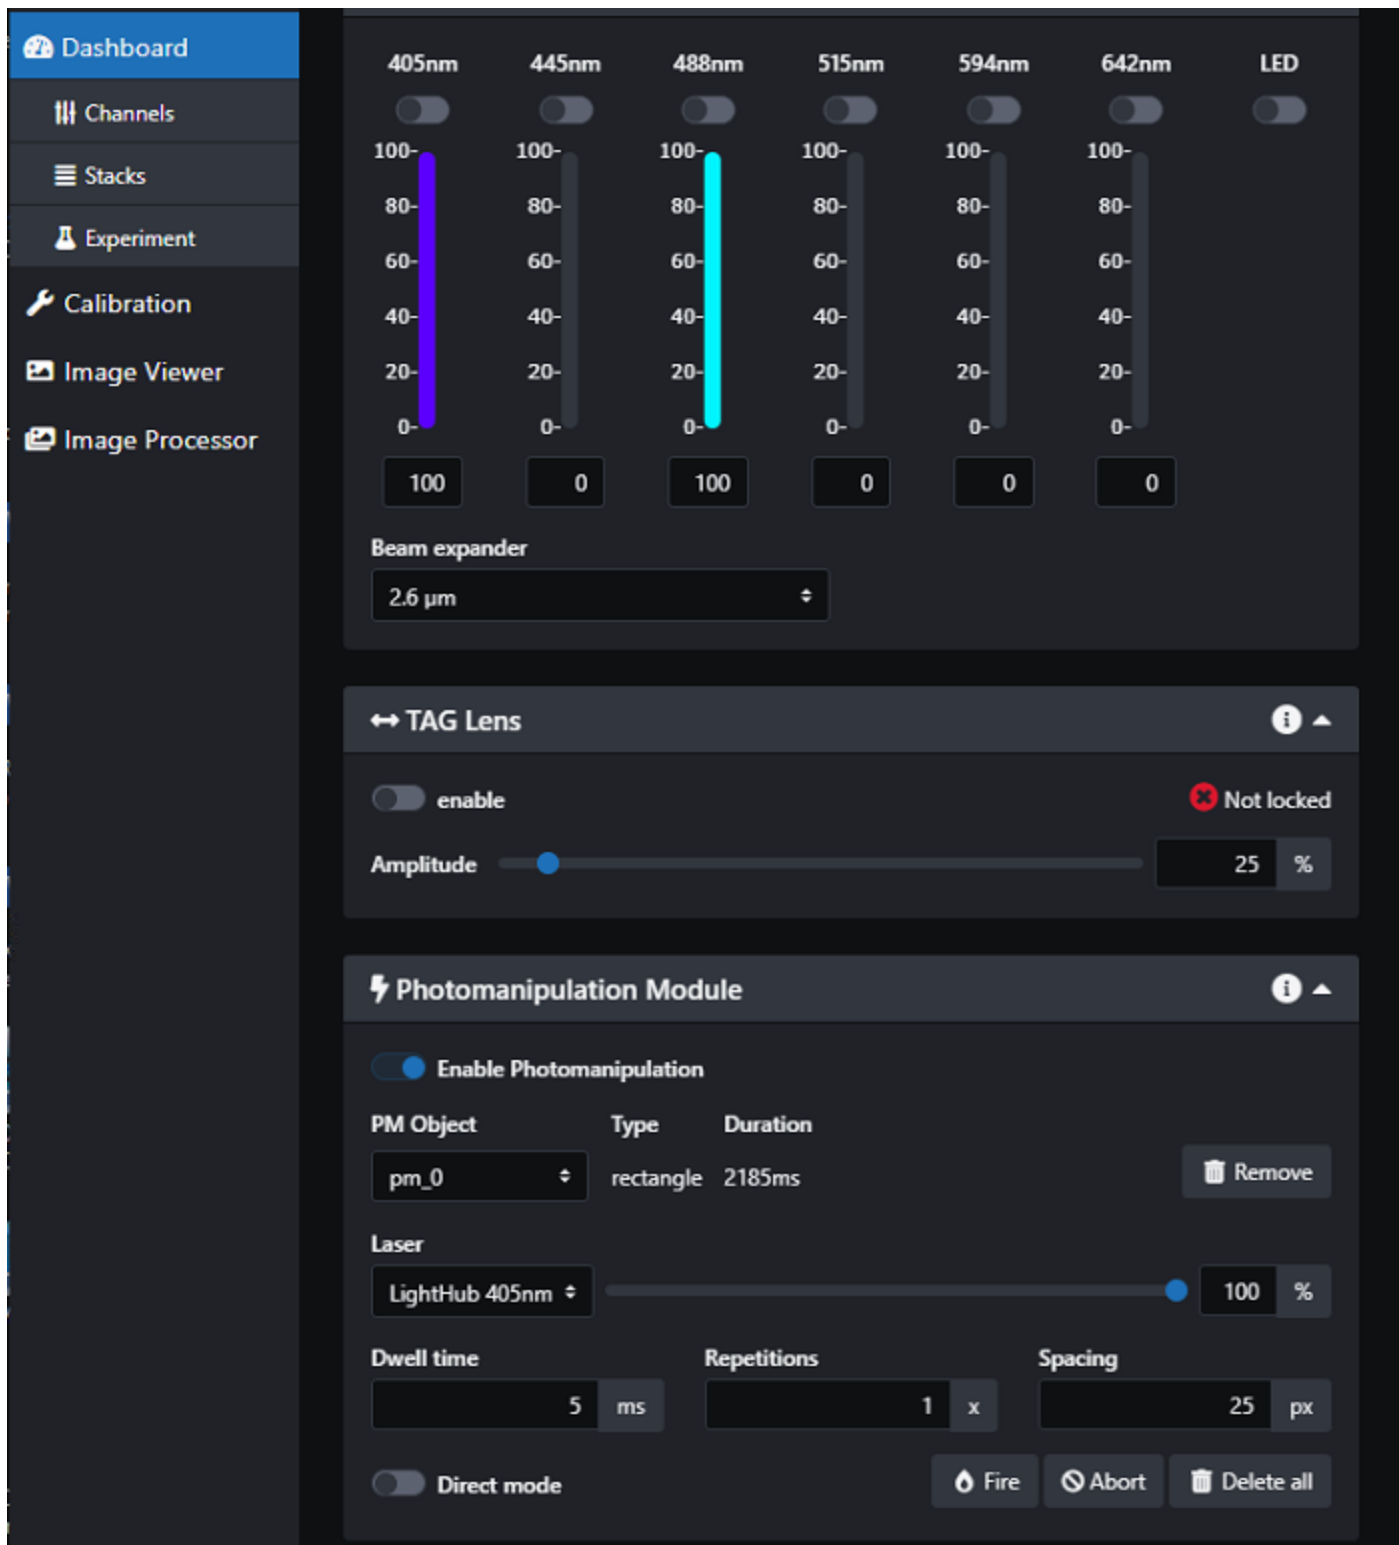 Dashboard
Channels
Stacks
Experiment
Calibration
Image Viewer
Image Processor
405nm 445nm 488nm 515nm 594nm 642nm LED
100- 100- 100- 100- 100- 100-
80- 80- 80- 80- 80- 80-
60- 60- 60- 60- 60- 60-
40- 40- 40- 40- 40- 40-
20- 20- 20- 20- 20- 20-
0- 0- 0- 0- 0- 0-
100 0 100 0 0 0
Beam expander
2.6 µm
TAG Lens
enable Not locked
Amplitude 25 %
Photomanipulation Module
Enable Photomanipulation
PM Object Type Duration
pm_0 rectangle 2185ms Remove
Laser
LightHub 405nm 100 %
Dwell time Repetitions Spacing
5 ms 1 x 25 px
Direct mode Fire Abort Delete all